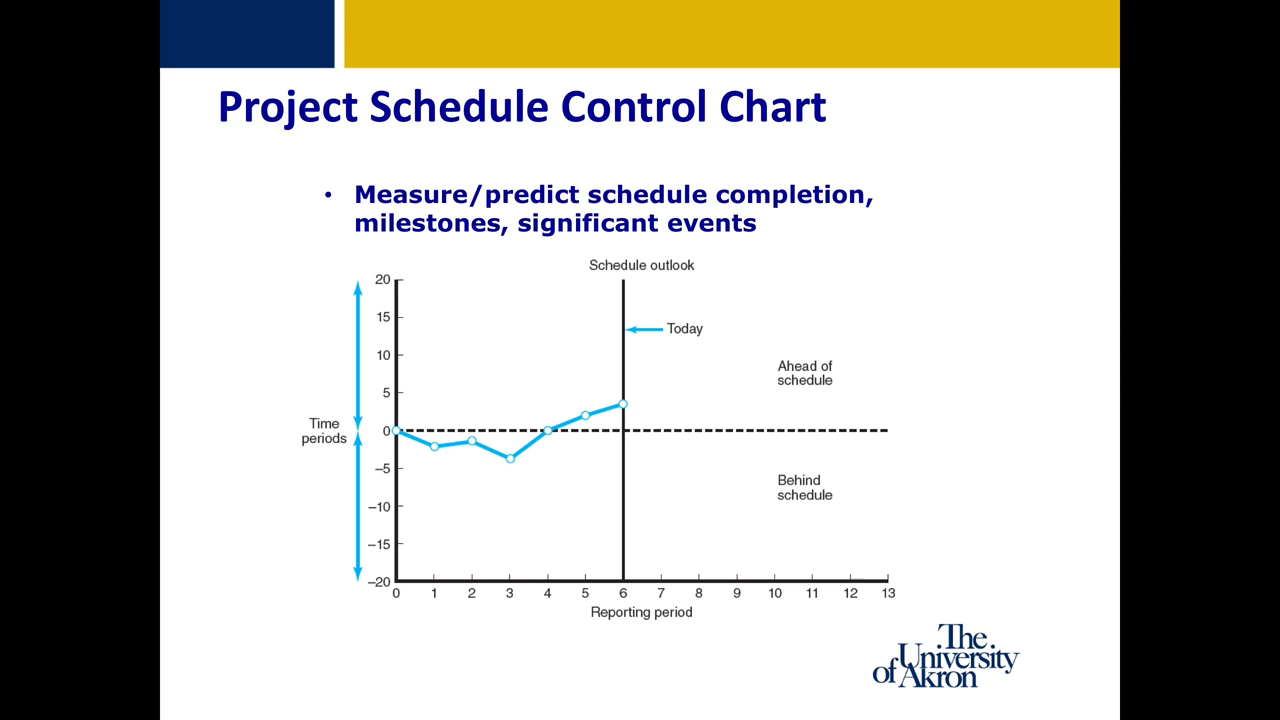 Project Schedule Control Chart
• Measure/predict schedule completion,
milestones, significant events
Schedule outlook
20
15
10
5
0
–5
–10
–15
–20
Time
periods
Today
Ahead of
schedule
Behind
schedule
0 1 2 3 4 5 6 7 8 9 10 11 12 13
Reporting period
The
University
of Akron